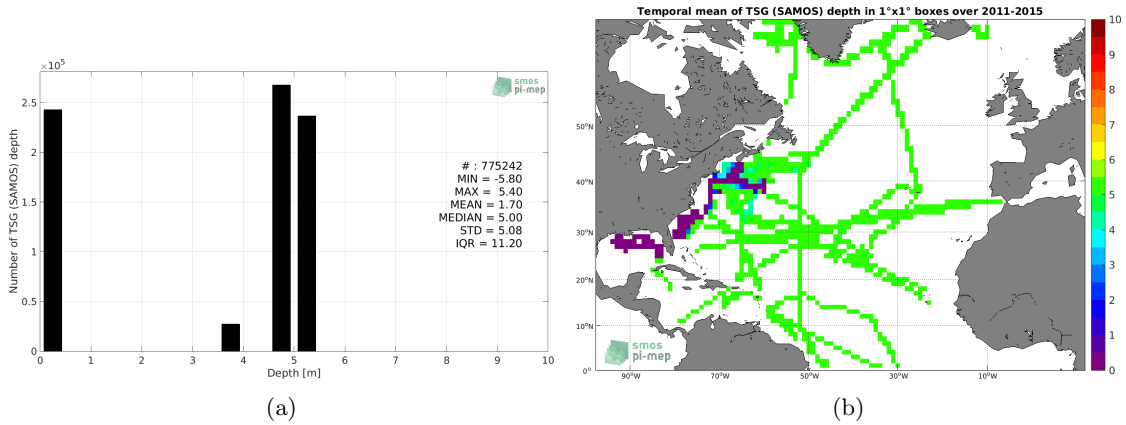 Number of TSG (SAMOS) depth
×10⁵
2.5
2
1.5
1
0.5
0
0 1 2 3 4 5 6 7 8 9 10
Depth [m]
smos
pi-mep
# : 775242
MIN = -5.80
MAX = 5.40
MEAN = 1.70
MEDIAN = 5.00
STD = 5.08
IQR = 11.20
(a)
Temporal mean of TSG (SAMOS) depth in 1°x1° boxes over 2011-2015
50°N
40°N
30°N
20°N
10°N
0°
90°W 70°W 50°W 30°W 10°W
smos
pi-mep
10
9
8
7
6
5
4
3
2
1
0
(b)